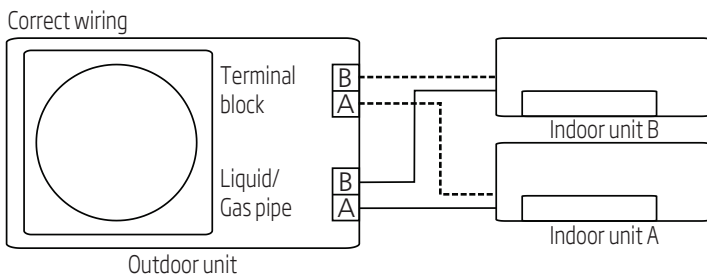 Correct wiring
Terminal
block
B
A
Liquid/
Gas pipe
B
A
Outdoor unit
Indoor unit B
Indoor unit A